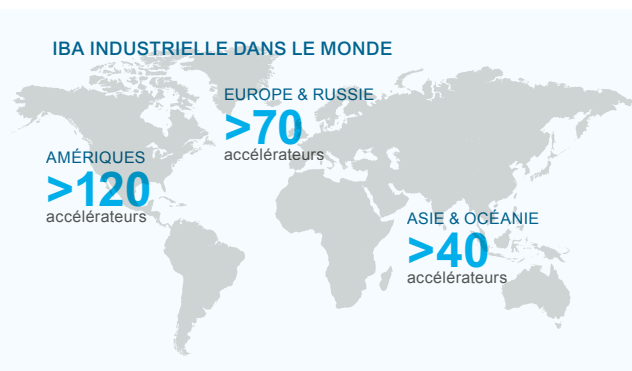 IBA INDUSTRIELLE DANS LE MONDE
EUROPE & RUSSIE
>70
accélérateurs
AMÉRIQUES
>120
accélérateurs
ASIE & OCÉANIE
>40
accélérateurs